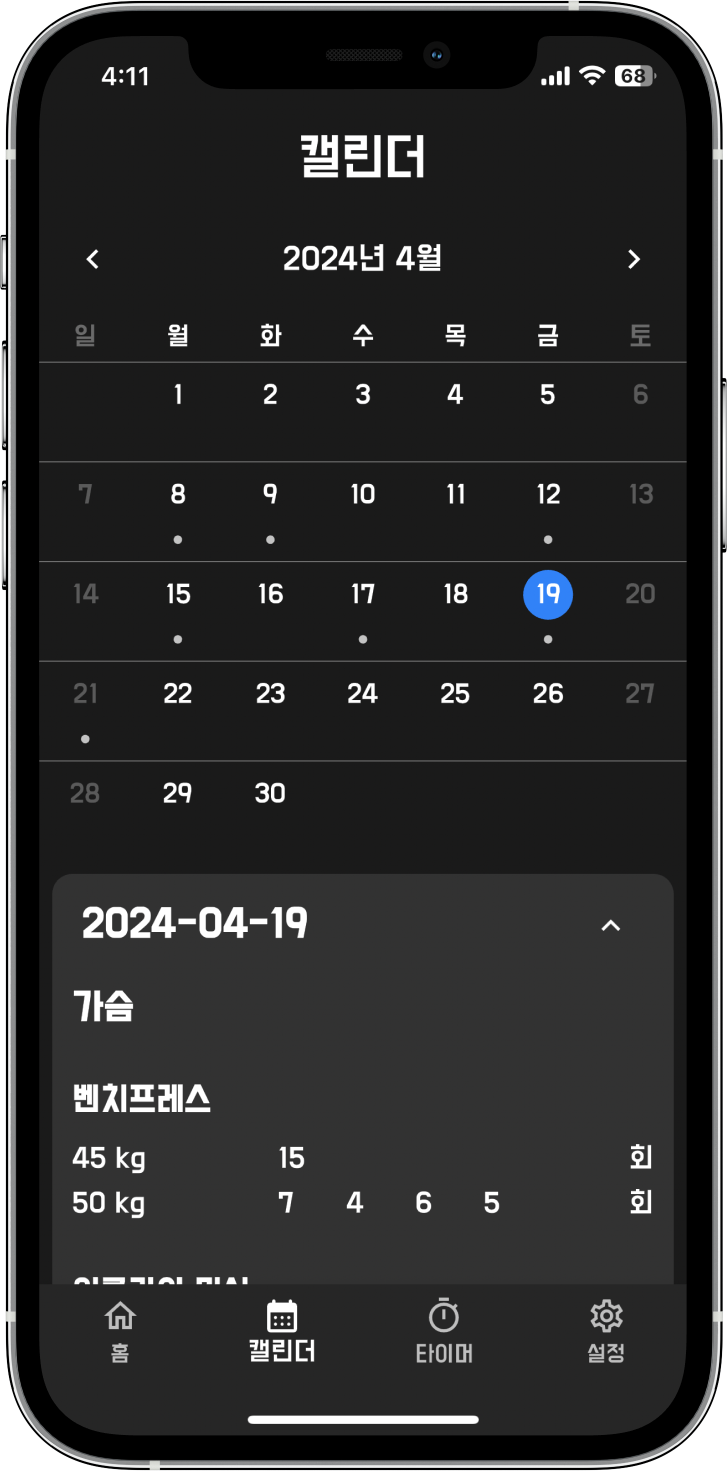 4:11
68
캘린더
2024년 4월
일 월 화 수 목 금 토
1 2 3 4 5 6
7 8 9 10 11 12 13
14 15 16 17 18 19 20
21 22 23 24 25 26 27
28 29 30
2024-04-19
가슴
벤치프레스
45 kg 15 회
50 kg 7 4 6 5 회
홈 캘린더 타이머 설정